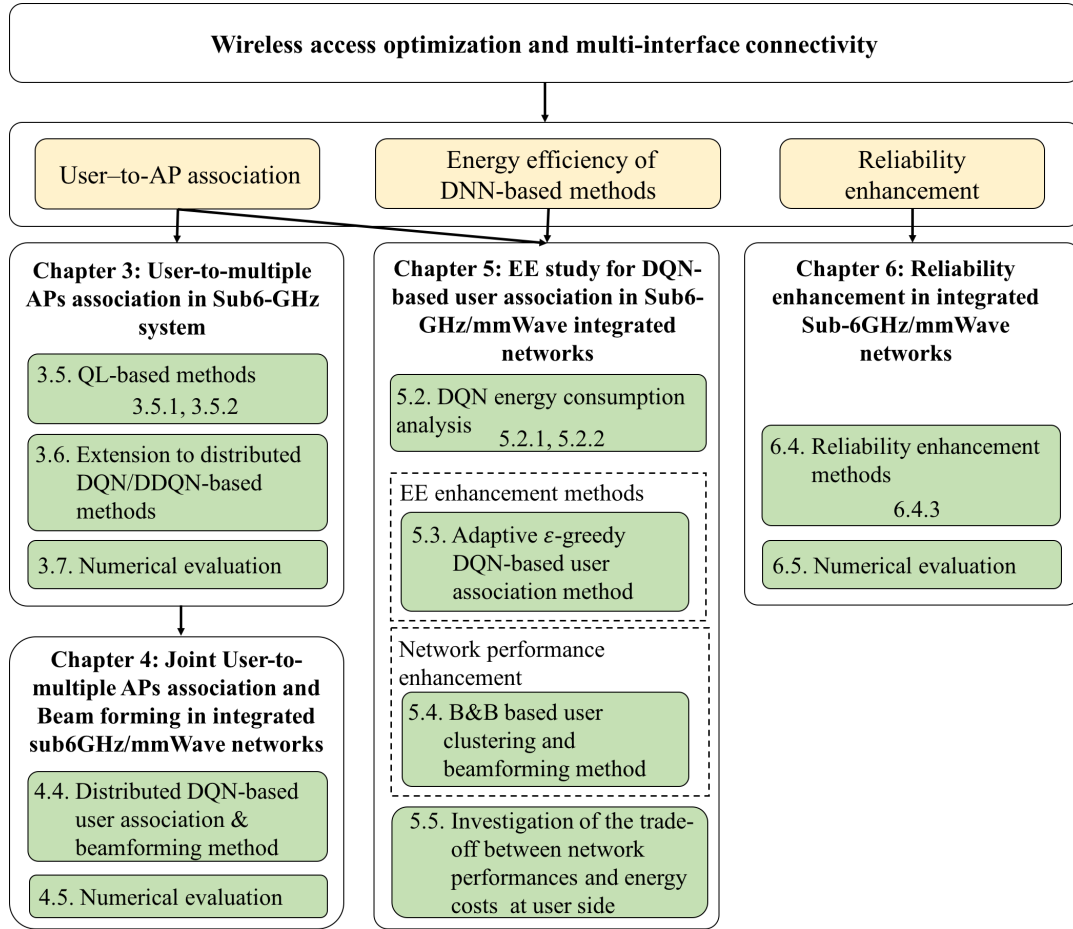 Wireless access optimization and multi-interface connectivity
User–to-AP association
Energy efficiency of
DNN-based methods
Reliability
enhancement
Chapter 3: User-to-multiple
APs association in Sub6-GHz
system
3.5. QL-based methods
3.5.1, 3.5.2
3.6. Extension to distributed
DQN/DDQN-based
methods
3.7. Numerical evaluation
Chapter 4: Joint User-to-
multiple APs association and
Beam forming in integrated
sub6GHz/mmWave networks
4.4. Distributed DQN-based
user association &
beamforming method
4.5. Numerical evaluation
Chapter 5: EE study for DQN-
based user association in Sub6-
GHz/mmWave integrated
networks
5.2. DQN energy consumption
analysis
5.2.1, 5.2.2
EE enhancement methods
5.3. Adaptive ε-greedy
DQN-based user
association method
Network performance
enhancement
5.4. B&B based user
clustering and
beamforming method
5.5. Investigation of the trade-
off between network
performances and energy
costs at user side
Chapter 6: Reliability
enhancement in integrated
Sub-6GHz/mmWave
networks
6.4. Reliability enhancement
methods
6.4.3
6.5. Numerical evaluation